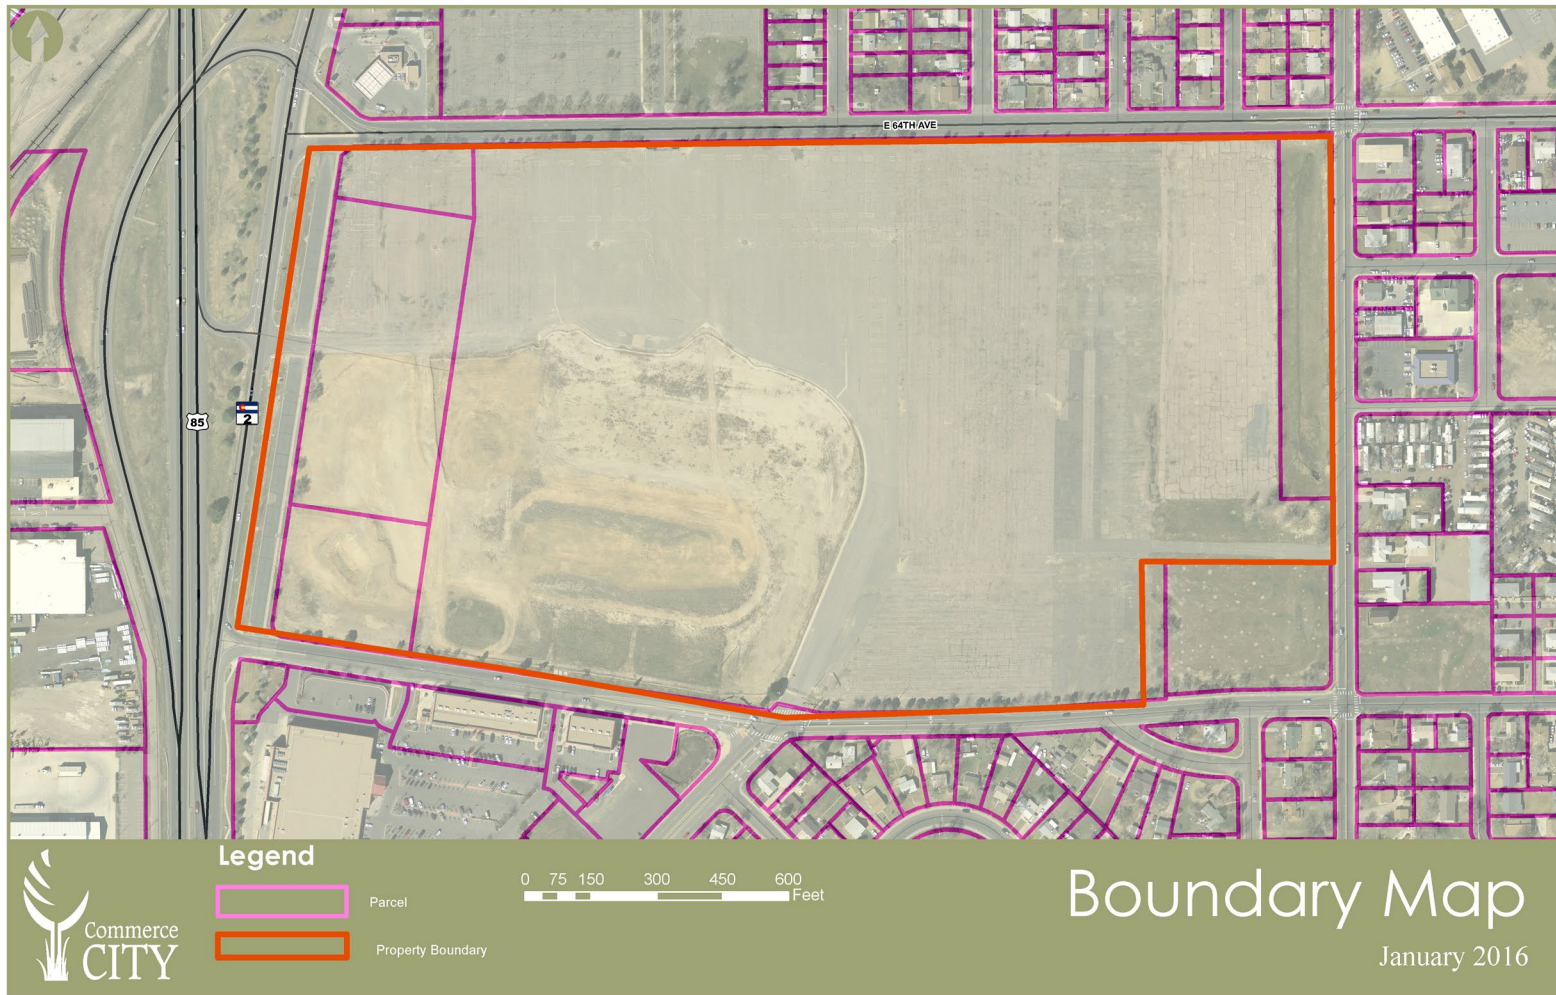 E 64TH AVE
85
2
Legend
Parcel
Property Boundary
0 75 150 300 450 600
Feet
Commerce
CITY
Boundary Map
January 2016